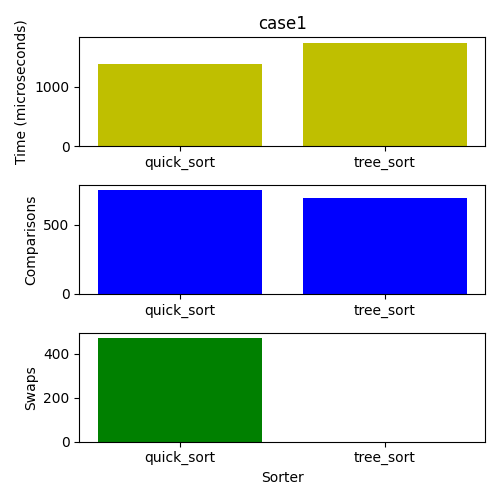 case1
Time (microseconds)
1000
0
quick_sort tree_sort
Comparisons
500
0
quick_sort tree_sort
Swaps
400
200
0
quick_sort tree_sort
Sorter